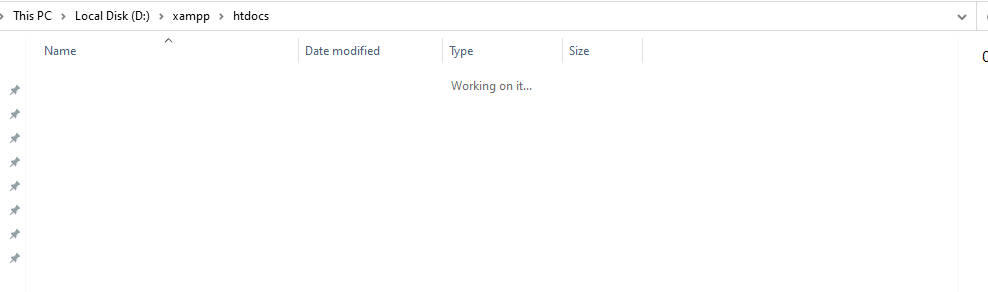 This PC > Local Disk (D:) > xampp > htdocs
Name Date modified Type Size
Working on it...